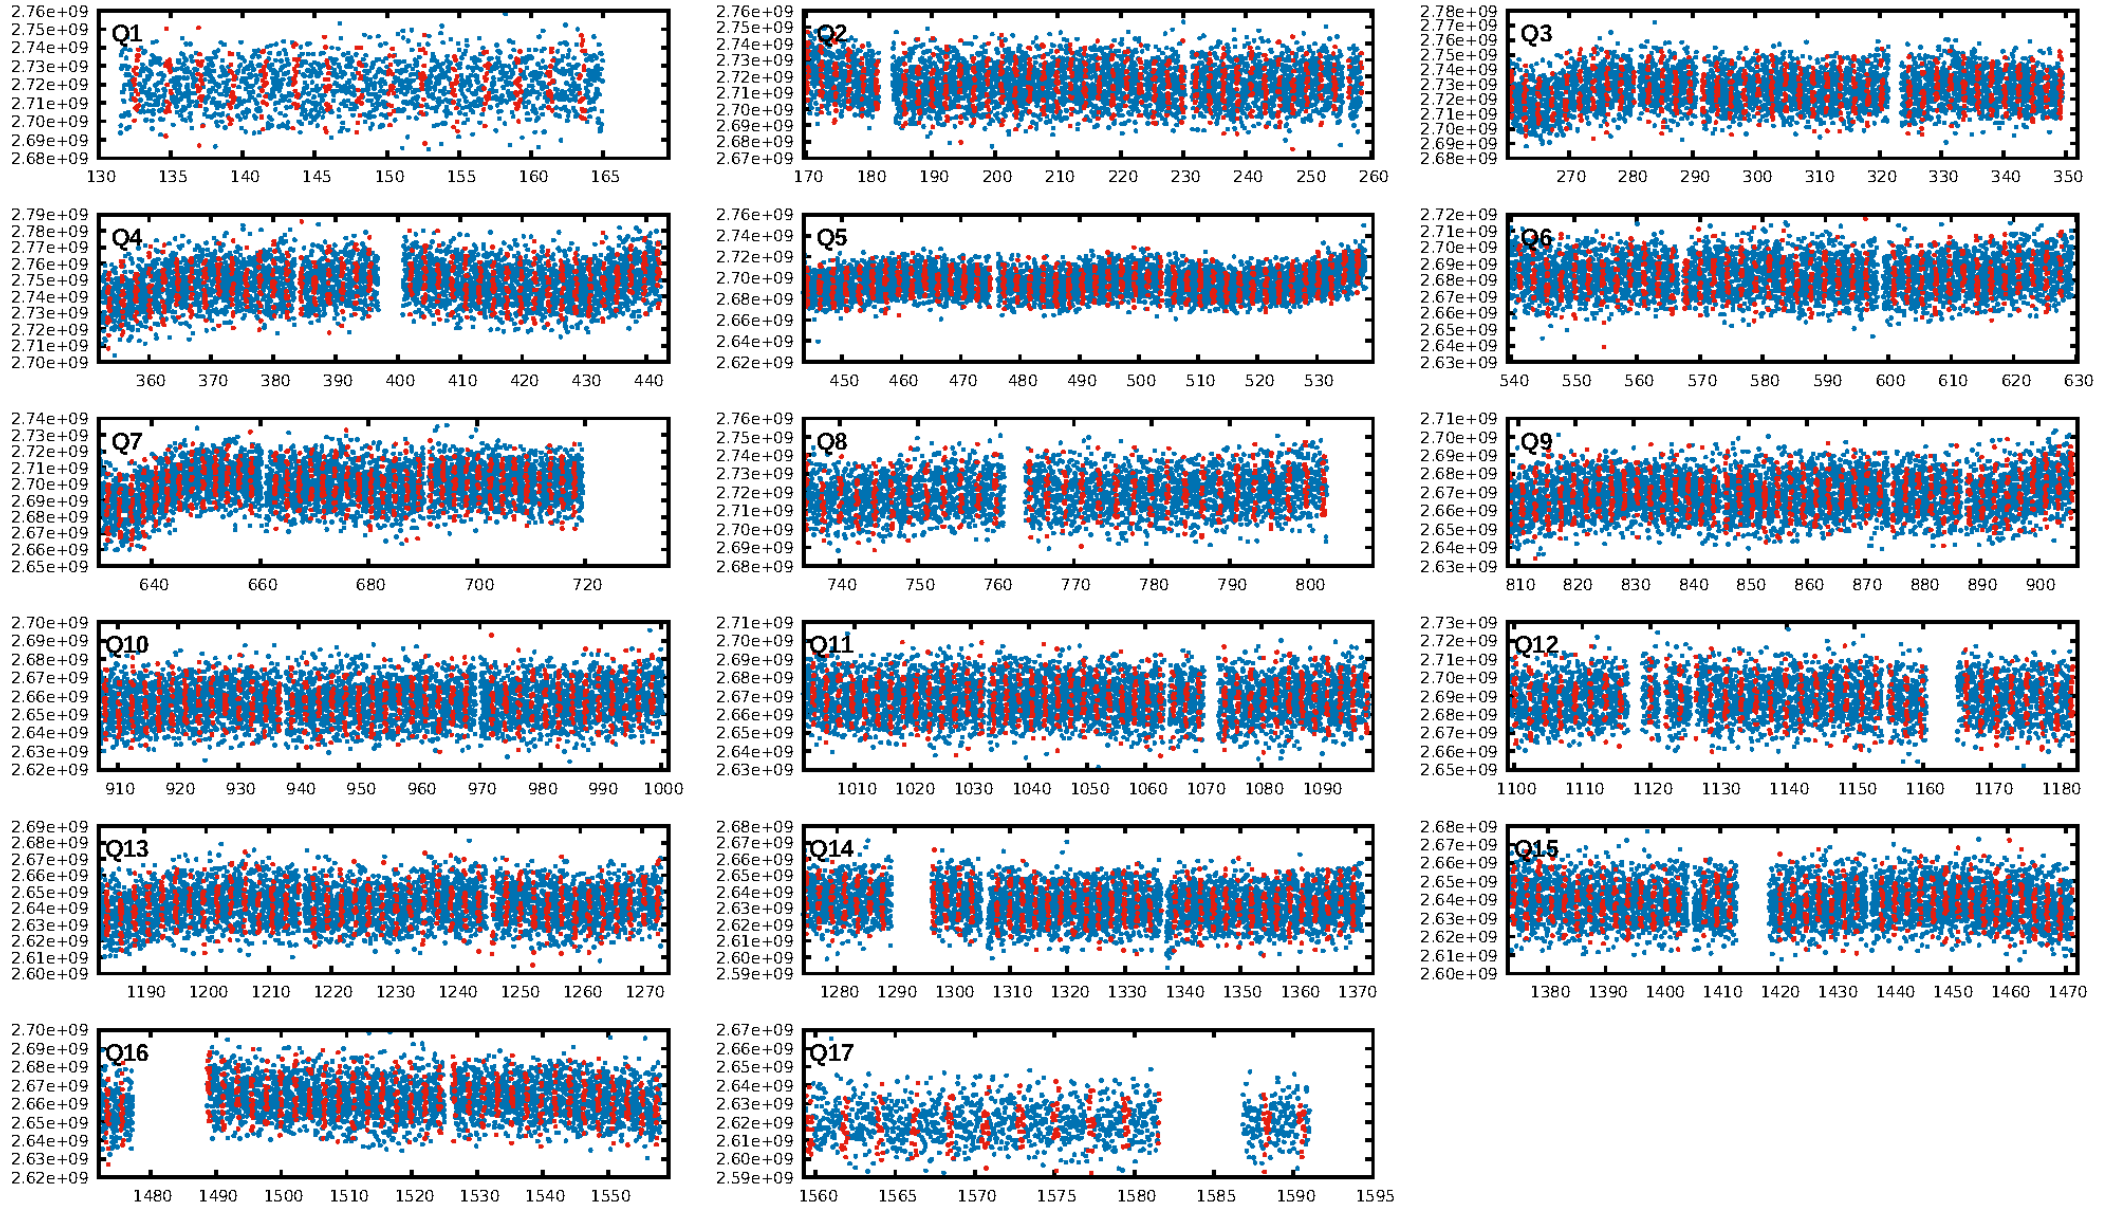 Q1
2.76e+09
2.75e+09
2.74e+09
2.73e+09
2.72e+09
2.71e+09
2.70e+09
2.69e+09
2.68e+09
130 135 140 145 150 155 160 165
Q2
2.76e+09
2.75e+09
2.74e+09
2.73e+09
2.72e+09
2.71e+09
2.70e+09
2.69e+09
2.68e+09
2.67e+09
170 180 190 200 210 220 230 240 250 260
Q3
2.78e+09
2.77e+09
2.76e+09
2.75e+09
2.74e+09
2.73e+09
2.72e+09
2.71e+09
2.70e+09
2.69e+09
2.68e+09
270 280 290 300 310 320 330 340 350
Q4
2.79e+09
2.78e+09
2.77e+09
2.76e+09
2.75e+09
2.74e+09
2.73e+09
2.72e+09
2.71e+09
2.70e+09
360 370 380 390 400 410 420 430 440
Q5
2.76e+09
2.74e+09
2.72e+09
2.70e+09
2.68e+09
2.66e+09
2.64e+09
2.62e+09
450 460 470 480 490 500 510 520 530
Q6
2.72e+09
2.71e+09
2.70e+09
2.69e+09
2.68e+09
2.67e+09
2.66e+09
2.65e+09
2.64e+09
2.63e+09
540 550 560 570 580 590 600 610 620 630
Q7
2.74e+09
2.73e+09
2.72e+09
2.71e+09
2.70e+09
2.69e+09
2.68e+09
2.67e+09
2.66e+09
2.65e+09
640 660 680 700 720
Q8
2.76e+09
2.75e+09
2.74e+09
2.73e+09
2.72e+09
2.71e+09
2.70e+09
2.69e+09
2.68e+09
740 750 760 770 780 790 800
Q9
2.71e+09
2.70e+09
2.69e+09
2.68e+09
2.67e+09
2.66e+09
2.65e+09
2.64e+09
2.63e+09
810 820 830 840 850 860 870 880 890 900
Q10
2.70e+09
2.69e+09
2.68e+09
2.67e+09
2.66e+09
2.65e+09
2.64e+09
2.63e+09
2.62e+09
910 920 930 940 950 960 970 980 990 1000
Q11
2.71e+09
2.70e+09
2.69e+09
2.68e+09
2.67e+09
2.66e+09
2.65e+09
2.64e+09
2.63e+09
1010 1020 1030 1040 1050 1060 1070 1080 1090
Q12
2.73e+09
2.72e+09
2.71e+09
2.70e+09
2.69e+09
2.68e+09
2.67e+09
2.66e+09
2.65e+09
1100 1110 1120 1130 1140 1150 1160 1170 1180
Q13
2.69e+09
2.68e+09
2.67e+09
2.66e+09
2.65e+09
2.64e+09
2.63e+09
2.62e+09
2.61e+09
2.60e+09
1190 1200 1210 1220 1230 1240 1250 1260 1270
Q14
2.68e+09
2.67e+09
2.66e+09
2.65e+09
2.64e+09
2.63e+09
2.62e+09
2.61e+09
2.60e+09
2.59e+09
1280 1290 1300 1310 1320 1330 1340 1350 1360 1370
Q15
2.68e+09
2.67e+09
2.66e+09
2.65e+09
2.64e+09
2.63e+09
2.62e+09
2.61e+09
2.60e+09
1380 1390 1400 1410 1420 1430 1440 1450 1460 1470
Q16
2.70e+09
2.69e+09
2.68e+09
2.67e+09
2.66e+09
2.65e+09
2.64e+09
2.63e+09
2.62e+09
1480 1490 1500 1510 1520 1530 1540 1550
Q17
2.67e+09
2.66e+09
2.65e+09
2.64e+09
2.63e+09
2.62e+09
2.61e+09
2.60e+09
2.59e+09
1560 1565 1570 1575 1580 1585 1590 1595